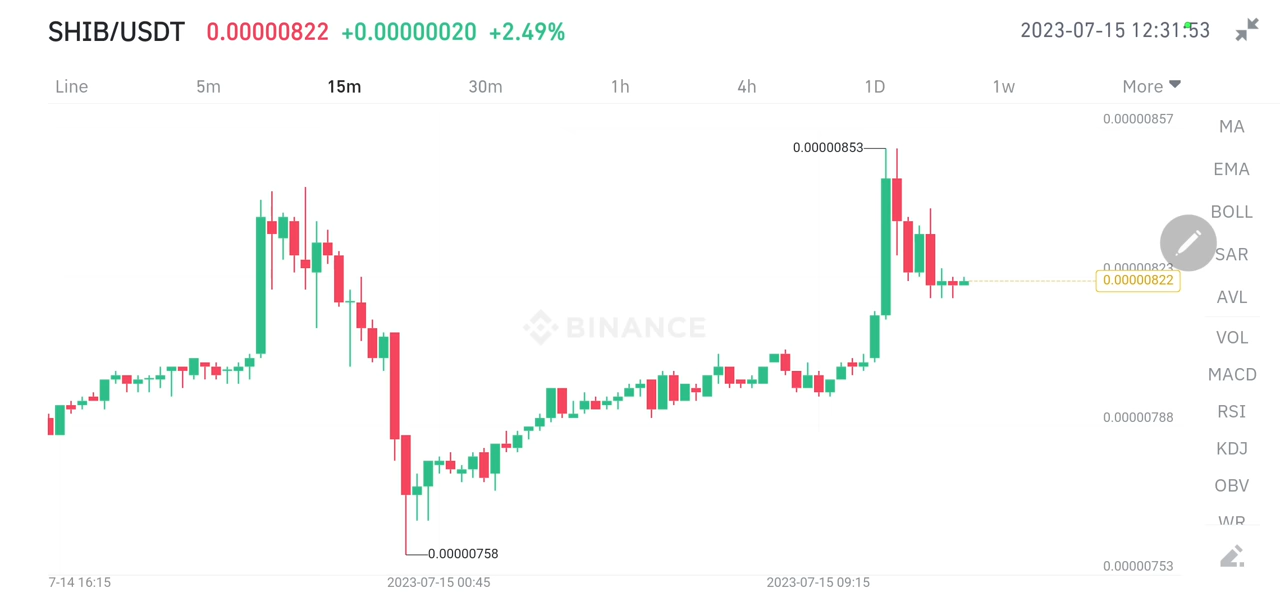 SHIB/USDT 0.00000822 +0.00000020 +2.49% 2023-07-15 12:31:53
Line 5m 15m 30m 1h 4h 1D 1w More
0.00000857
MA
0.00000853
EMA
BOLL
SAR
0.00000823
0.00000822
AVL
BINANCE
VOL
MACD
RSI
0.00000788
KDJ
OBV
WR
0.00000758
0.00000753
7-14 16:15 2023-07-15 00:45 2023-07-15 09:15